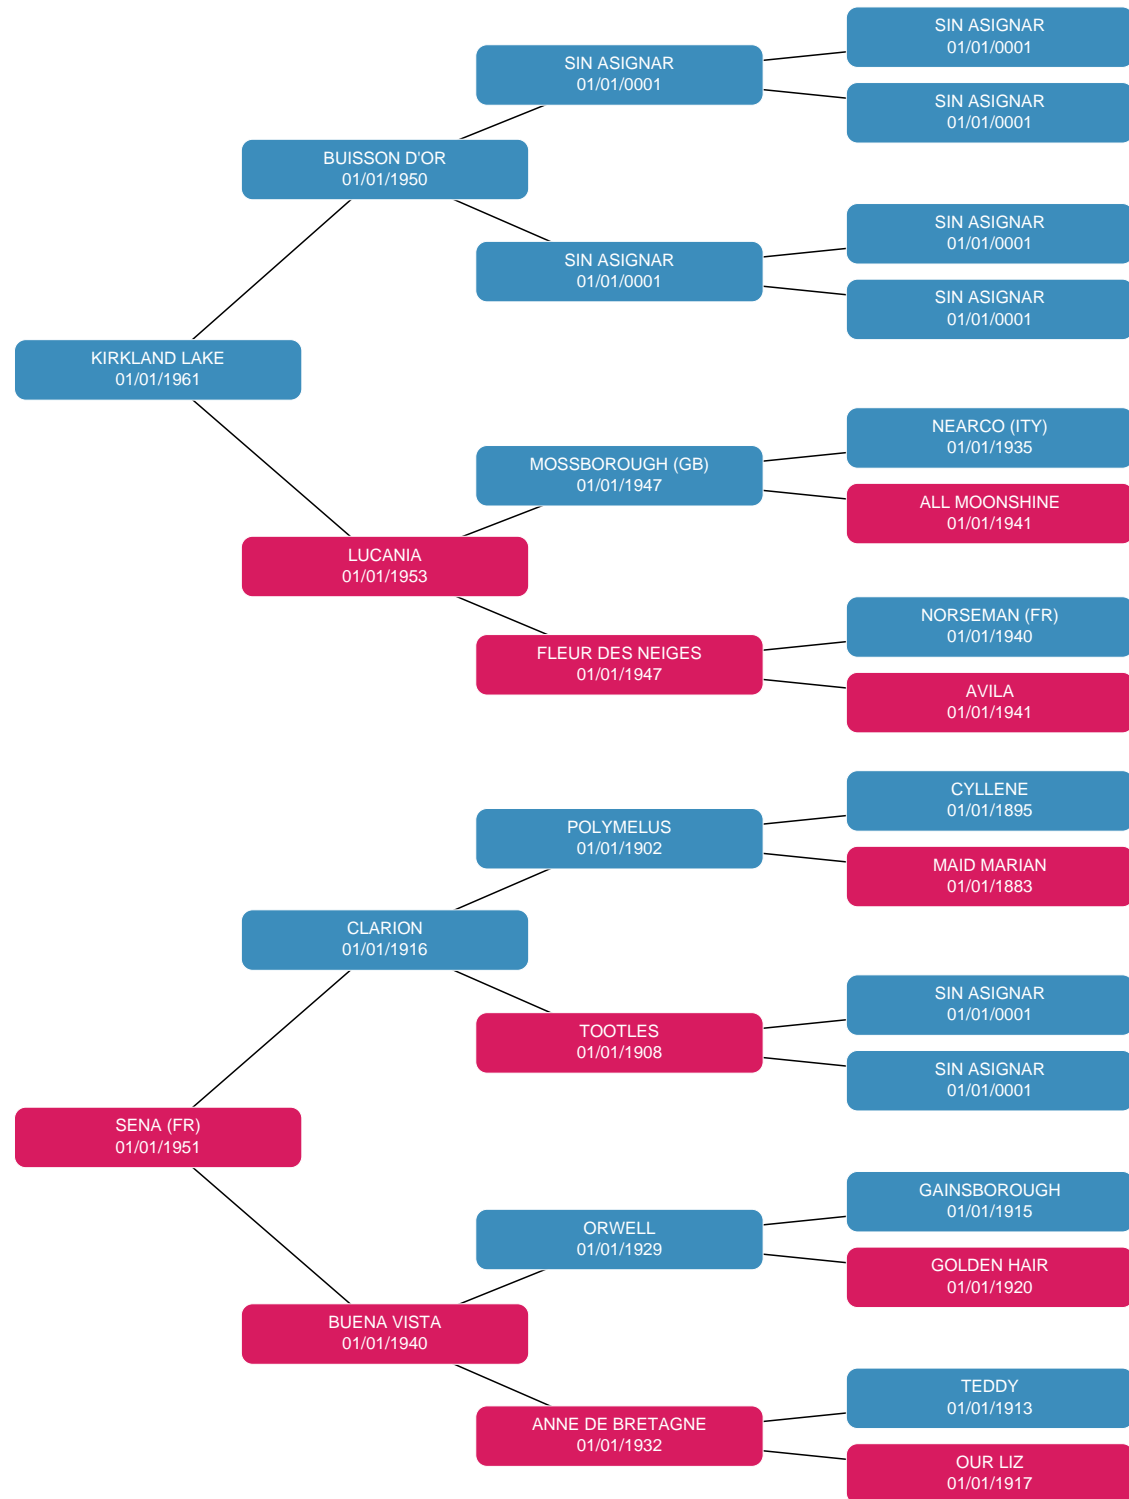 SIN ASIGNAR
01/01/0001
SIN ASIGNAR
01/01/0001
SIN ASIGNAR
01/01/0001
BUISSON D'OR
01/01/1950
SIN ASIGNAR
01/01/0001
SIN ASIGNAR
01/01/0001
SIN ASIGNAR
01/01/0001
KIRKLAND LAKE
01/01/1961
NEARCO (ITY)
01/01/1935
MOSSBOROUGH (GB)
01/01/1947
ALL MOONSHINE
01/01/1941
LUCANIA
01/01/1953
NORSEMAN (FR)
01/01/1940
FLEUR DES NEIGES
01/01/1947
AVILA
01/01/1941
CYLLENE
01/01/1895
POLYMELUS
01/01/1902
MAID MARIAN
01/01/1883
CLARION
01/01/1916
SIN ASIGNAR
01/01/0001
TOOTLES
01/01/1908
SIN ASIGNAR
01/01/0001
SENA (FR)
01/01/1951
GAINSBOROUGH
01/01/1915
ORWELL
01/01/1929
GOLDEN HAIR
01/01/1920
BUENA VISTA
01/01/1940
TEDDY
01/01/1913
ANNE DE BRETAGNE
01/01/1932
OUR LIZ
01/01/1917